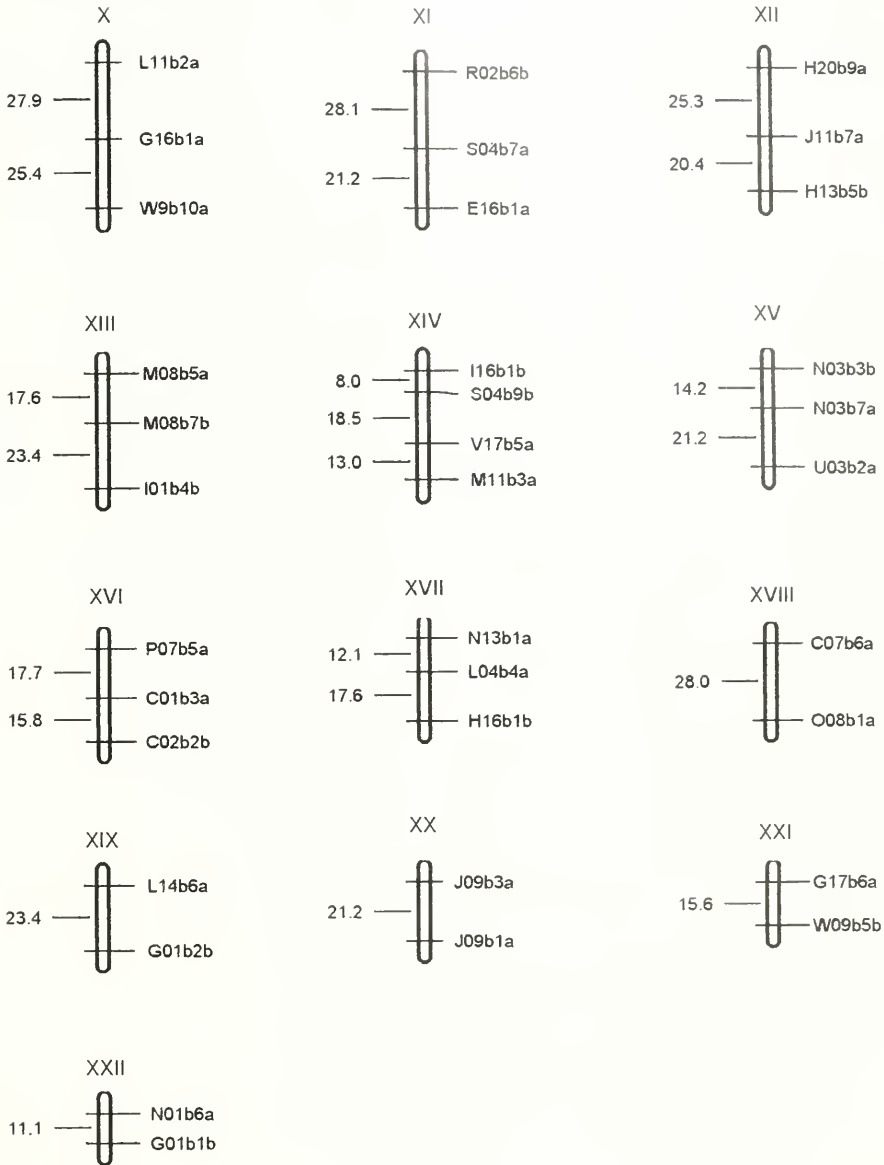 X
L11b2a
27.9
G16b1a
25.4
W9b10a
XI
R02b6b
28.1
S04b7a
21.2
E16b1a
XII
H20b9a
25.3
J11b7a
20.4
H13b5b
XIII
M08b5a
17.6
M08b7b
23.4
I01b4b
XIV
I16b1b
8.0
S04b9b
18.5
V17b5a
13.0
M11b3a
XV
N03b3b
14.2
N03b7a
21.2
U03b2a
XVI
P07b5a
17.7
C01b3a
15.8
C02b2b
XVII
N13b1a
12.1
L04b4a
17.6
H16b1b
XVIII
C07b6a
28.0
O08b1a
XIX
L14b6a
23.4
G01b2b
XX
J09b3a
21.2
J09b1a
XXI
G17b6a
15.6
W09b5b
XXII
N01b6a
11.1
G01b1b